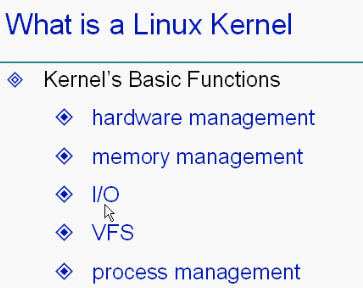 What is a Linux Kernel
Kernel's Basic Functions
hardware management
memory management
I/O
VFS
process management